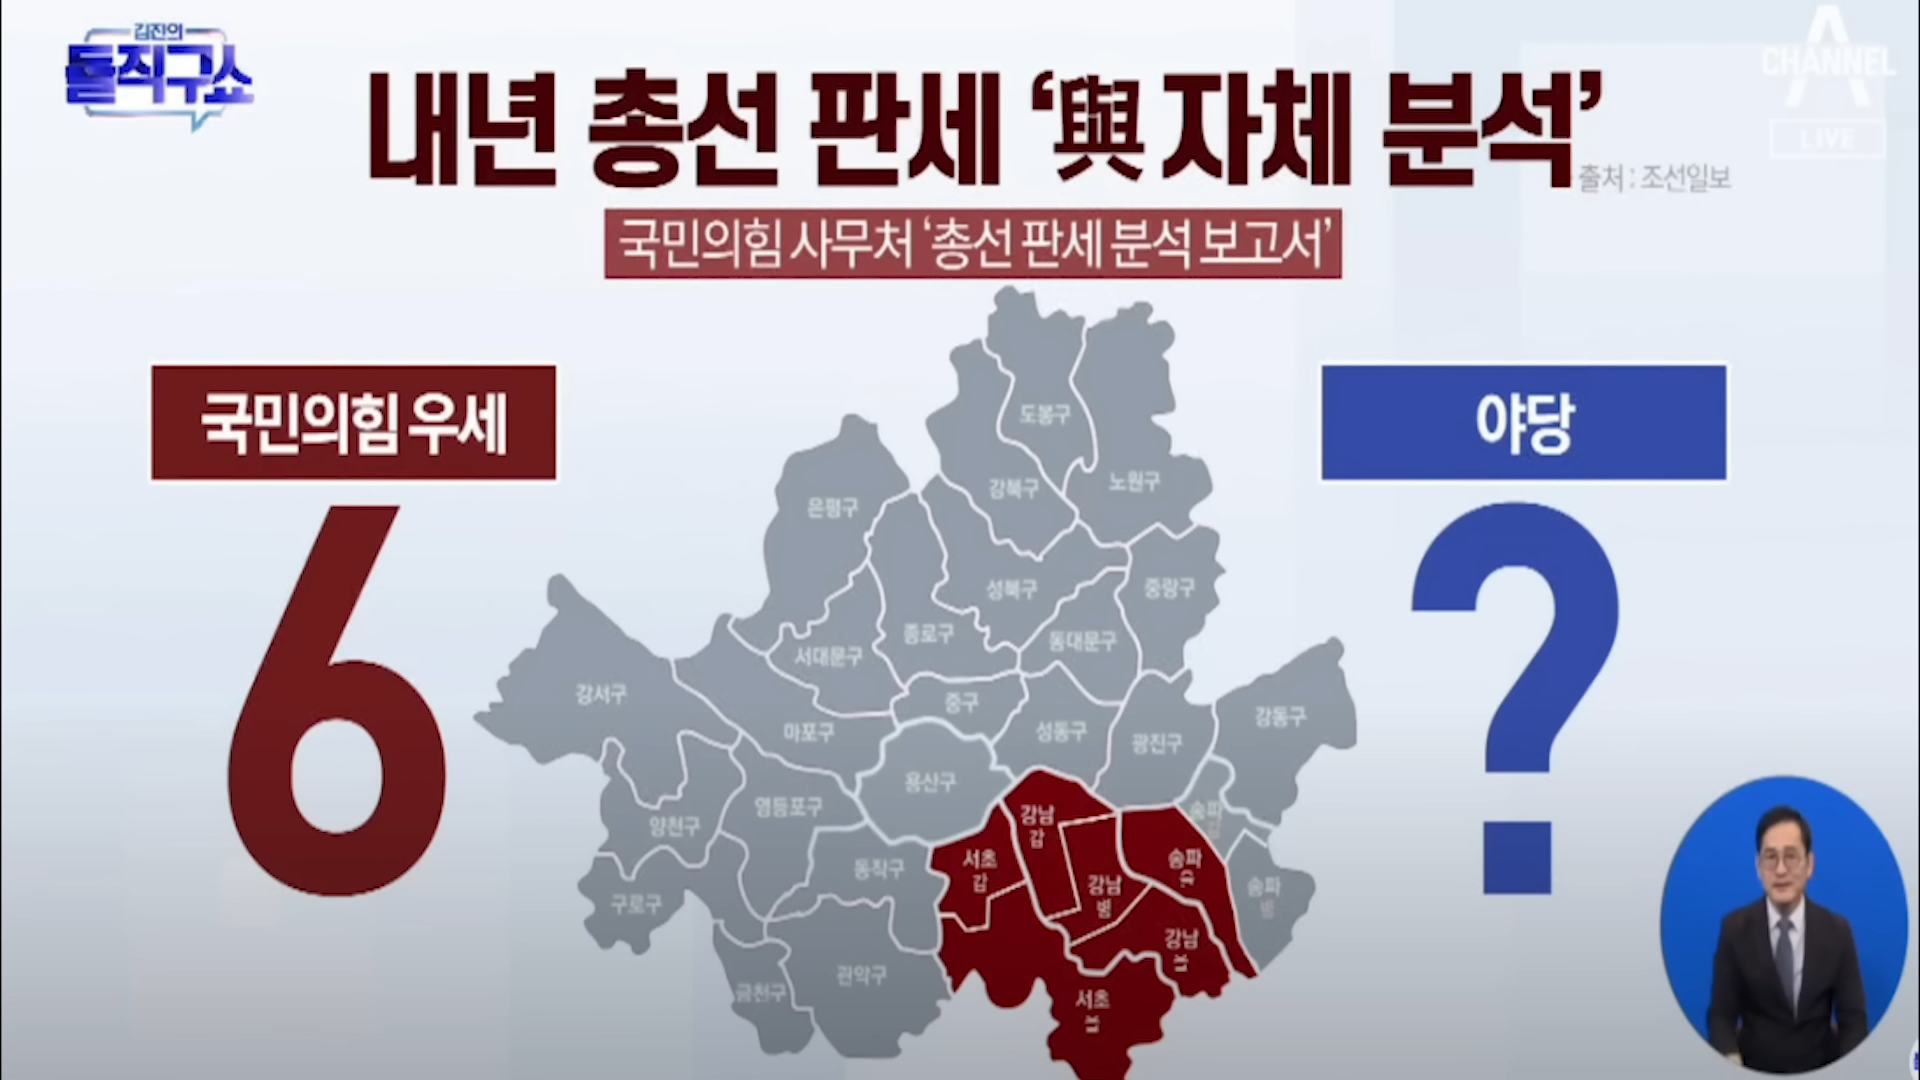 김진의
돌직구쇼
CHANNEL
LIVE
내년 총선 판세 ‘與 자체 분석’
출처 : 조선일보
국민의힘 사무처 ‘총선 판세 분석 보고서’
국민의힘 우세
6
야당
?
도봉구
강북구
노원구
은평구
성북구
중랑구
종로구
동대문구
서대문구
강서구
중구
강동구
마포구
성동구
광진구
용산구
영등포구
양천구
송파
갑
강남
갑
서초
갑
동작구
송파
을
강남
병
송파
병
구로구
강남
을
관악구
금천구
서초
을